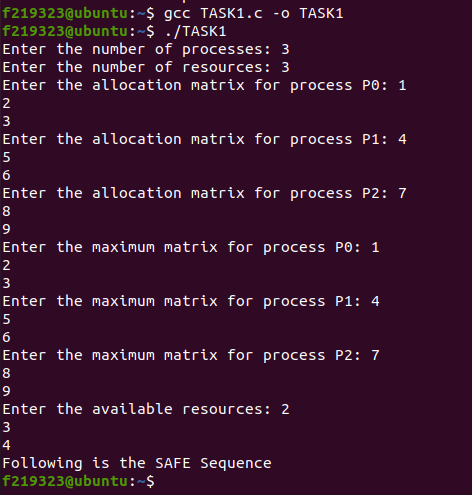 f219323@ubuntu:~$ gcc TASK1.c -o TASK1
f219323@ubuntu:~$ ./TASK1
Enter the number of processes: 3
Enter the number of resources: 3
Enter the allocation matrix for process P0: 1
2
3
Enter the allocation matrix for process P1: 4
5
6
Enter the allocation matrix for process P2: 7
8
9
Enter the maximum matrix for process P0: 1
2
3
Enter the maximum matrix for process P1: 4
5
6
Enter the maximum matrix for process P2: 7
8
9
Enter the available resources: 2
3
4
Following is the SAFE Sequence
f219323@ubuntu:~$